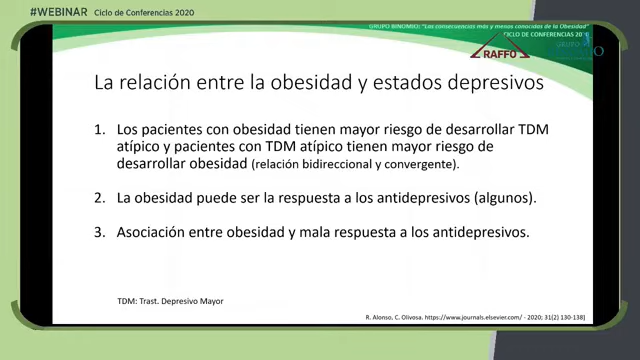 #WEBINAR Ciclo de Conferencias 2020
GRUPO BINOMIO: "Las consecuencias más y menos conocidas de la Obesidad"
CICLO DE CONFERENCIAS 202
RAFFO
La relación entre la obesidad y estados depresivos
1. Los pacientes con obesidad tienen mayor riesgo de desarrollar TDM
atípico y pacientes con TDM atípico tienen mayor riesgo de
desarrollar obesidad (relación bidireccional y convergente).
2. La obesidad puede ser la respuesta a los antidepresivos (algunos).
3. Asociación entre obesidad y mala respuesta a los antidepresivos.
TDM: Trast. Depresivo Mayor
R. Alonso, C. Olivosa. https://www.journals.elsevier.com/ - 2020; 31(2) 130-138]